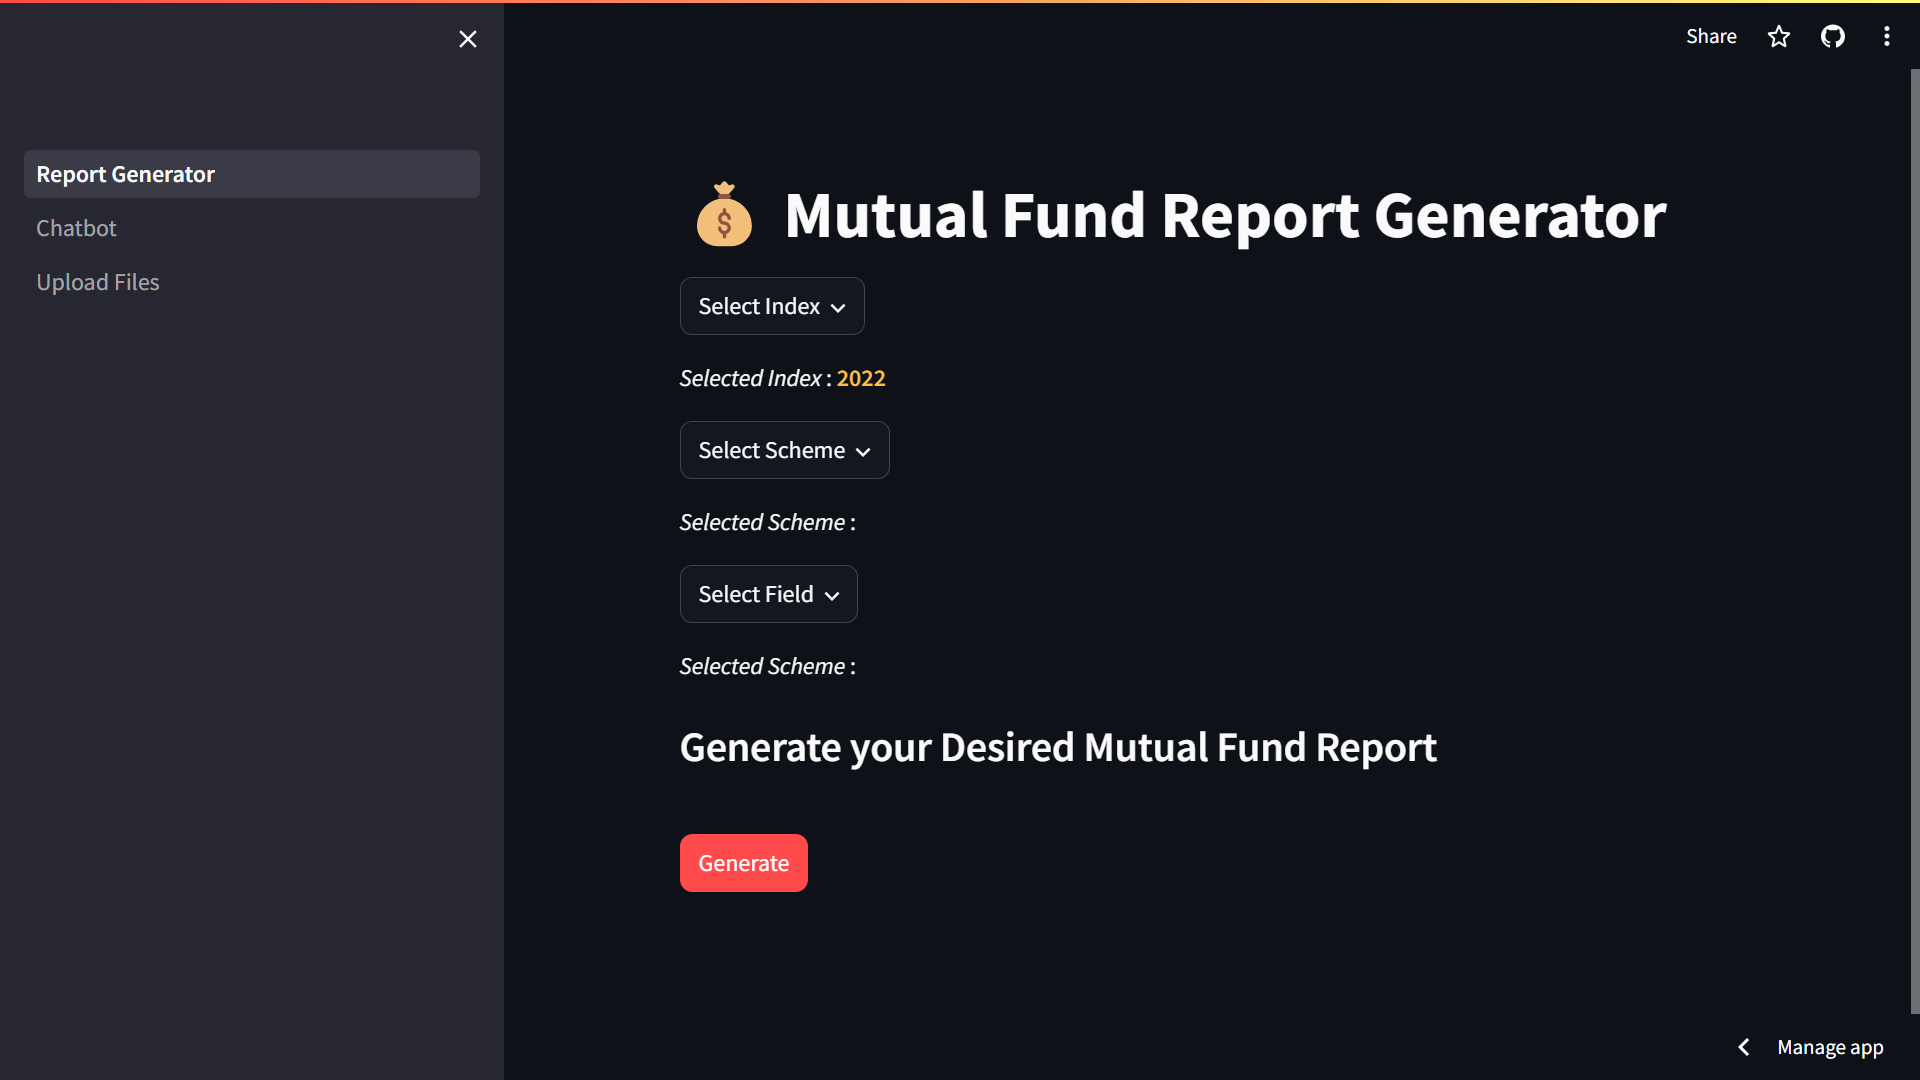 Share
Report Generator
Chatbot
Upload Files
$ Mutual Fund Report Generator
Select Index
Selected Index : 2022
Select Scheme
Selected Scheme :
Select Field
Selected Scheme :
Generate your Desired Mutual Fund Report
Generate
Manage app